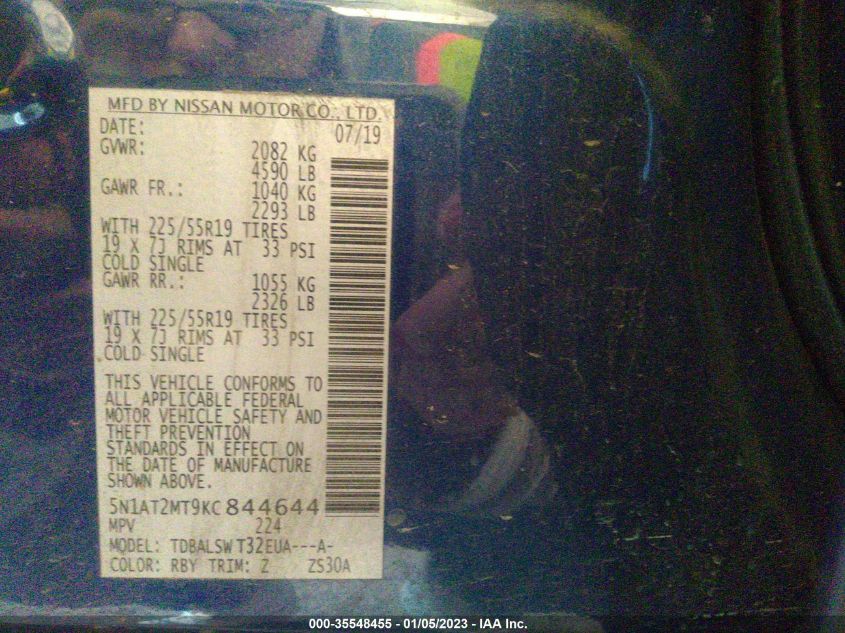 MFD BY NISSAN MOTOR CO., LTD.
DATE: 07/19
GVWR: 2082 KG
4590 LB
GAWR FR.: 1040 KG
2293 LB
WITH 225/55R19 TIRES
19 X 7J RIMS AT 33 PSI
COLD SINGLE
GAWR RR.: 1055 KG
2326 LB
WITH 225/55R19 TIRES
19 X 7J RIMS AT 33 PSI
COLD SINGLE
THIS VEHICLE CONFORMS TO
ALL APPLICABLE FEDERAL
MOTOR VEHICLE SAFETY AND
THEFT PREVENTION
STANDARDS IN EFFECT ON
THE DATE OF MANUFACTURE
SHOWN ABOVE.
5N1AT2MT9KC844644
MPV 224
MODEL: TDBALSW T32EUA---A-
COLOR: RBY TRIM: Z ZS30A
000-35548455 - 01/05/2023 - IAA Inc.